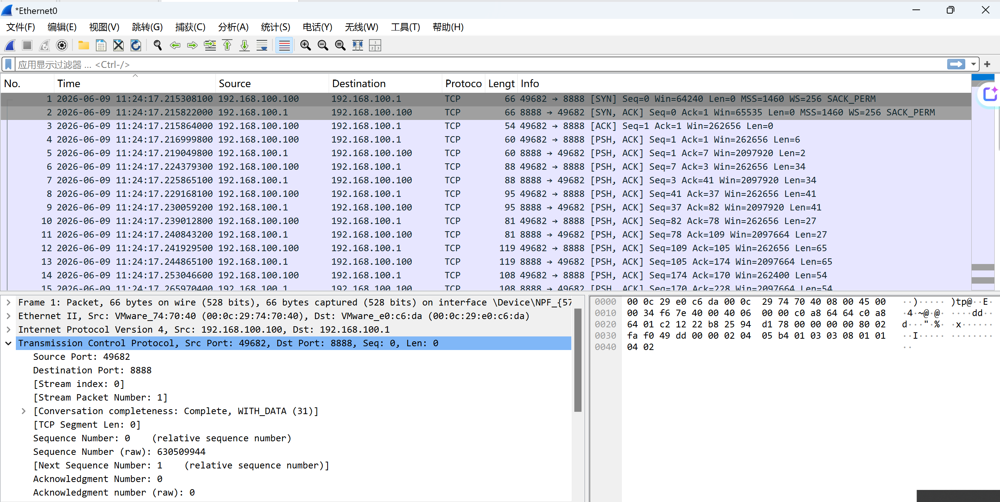 *Ethernet0
文件(F) 编辑(E) 视图(V) 跳转(G) 捕获(C) 分析(A) 统计(S) 电话(Y) 无线(W) 工具(T) 帮助(H)
应用显示过滤器 … <Ctrl-/>
No. Time Source Destination Protoco Lengt Info
1 2026-06-09 11:24:17.215308100 192.168.100.100 192.168.100.1 TCP 66 49682 → 8888 [SYN] Seq=0 Win=64240 Len=0 MSS=1460 WS=256 SACK_PERM
2 2026-06-09 11:24:17.215822000 192.168.100.1 192.168.100.100 TCP 66 8888 → 49682 [SYN, ACK] Seq=0 Ack=1 Win=65535 Len=0 MSS=1460 WS=256 SACK_PERM
3 2026-06-09 11:24:17.215864000 192.168.100.100 192.168.100.1 TCP 54 49682 → 8888 [ACK] Seq=1 Ack=1 Win=262656 Len=0
4 2026-06-09 11:24:17.216999800 192.168.100.100 192.168.100.1 TCP 60 49682 → 8888 [PSH, ACK] Seq=1 Ack=1 Win=262656 Len=6
5 2026-06-09 11:24:17.219049800 192.168.100.1 192.168.100.100 TCP 60 8888 → 49682 [PSH, ACK] Seq=1 Ack=7 Win=2097920 Len=2
6 2026-06-09 11:24:17.224379300 192.168.100.100 192.168.100.1 TCP 88 49682 → 8888 [PSH, ACK] Seq=7 Ack=3 Win=262656 Len=34
7 2026-06-09 11:24:17.225865100 192.168.100.1 192.168.100.100 TCP 88 8888 → 49682 [PSH, ACK] Seq=3 Ack=41 Win=2097920 Len=34
8 2026-06-09 11:24:17.229168100 192.168.100.100 192.168.100.1 TCP 95 49682 → 8888 [PSH, ACK] Seq=41 Ack=37 Win=262656 Len=41
9 2026-06-09 11:24:17.230059200 192.168.100.1 192.168.100.100 TCP 95 8888 → 49682 [PSH, ACK] Seq=37 Ack=82 Win=2097920 Len=41
10 2026-06-09 11:24:17.239012800 192.168.100.100 192.168.100.1 TCP 81 49682 → 8888 [PSH, ACK] Seq=82 Ack=78 Win=262656 Len=27
11 2026-06-09 11:24:17.240843200 192.168.100.1 192.168.100.100 TCP 81 8888 → 49682 [PSH, ACK] Seq=78 Ack=109 Win=2097664 Len=27
12 2026-06-09 11:24:17.241929500 192.168.100.100 192.168.100.1 TCP 119 49682 → 8888 [PSH, ACK] Seq=109 Ack=105 Win=262656 Len=65
13 2026-06-09 11:24:17.244865100 192.168.100.1 192.168.100.100 TCP 119 8888 → 49682 [PSH, ACK] Seq=105 Ack=174 Win=2097664 Len=65
14 2026-06-09 11:24:17.253046600 192.168.100.100 192.168.100.1 TCP 108 49682 → 8888 [PSH, ACK] Seq=174 Ack=170 Win=262400 Len=54
15 2026-06-09 11:24:17.265970400 192.168.100.1 192.168.100.100 TCP 108 8888 → 49682 [PSH, ACK] Seq=170 Ack=228 Win=2097664 Len=54
Frame 1: Packet, 66 bytes on wire (528 bits), 66 bytes captured (528 bits) on interface \Device\NPF_{57
Ethernet II, Src: VMware_74:70:40 (00:0c:29:74:70:40), Dst: VMware_e0:c6:da (00:0c:29:e0:c6:da)
Internet Protocol Version 4, Src: 192.168.100.100, Dst: 192.168.100.1
Transmission Control Protocol, Src Port: 49682, Dst Port: 8888, Seq: 0, Len: 0
Source Port: 49682
Destination Port: 8888
[Stream index: 0]
[Stream Packet Number: 1]
[Conversation completeness: Complete, WITH_DATA (31)]
[TCP Segment Len: 0]
Sequence Number: 0 (relative sequence number)
Sequence Number (raw): 630509944
[Next Sequence Number: 1 (relative sequence number)]
Acknowledgment Number: 0
Acknowledgment number (raw): 0
0000 00 0c 29 e0 c6 da 00 0c 29 74 70 40 08 00 45 00 ··)····· )tp@··E·
0010 00 34 f6 7e 40 00 40 06 00 00 c0 a8 64 64 c0 a8 ·4·~@·@· ····dd··
0020 64 01 c2 12 22 b8 25 94 d1 78 00 00 00 00 80 02 d···"·%· ·x······
0030 fa f0 49 dd 00 00 02 04 05 b4 01 03 03 08 01 01 ··I····· ········
0040 04 02 ··